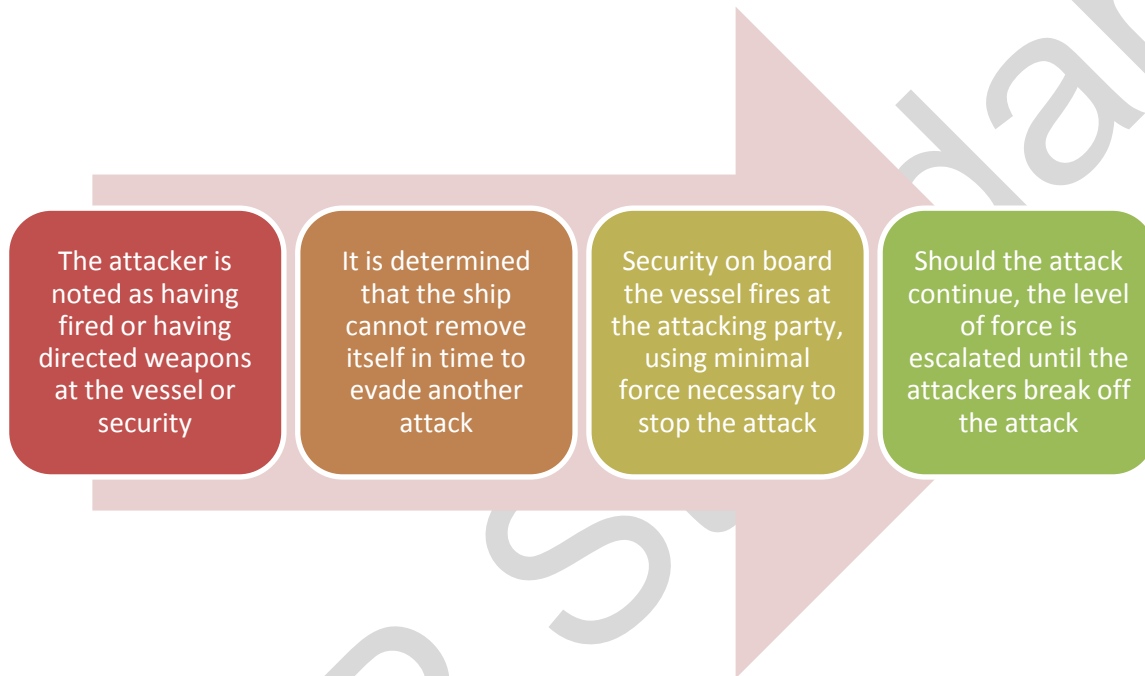 The attacker is
noted as having
fired or having
directed weapons
at the vessel or
security
It is determined
that the ship
cannot remove
itself in time to
evade another
attack
Security on board
the vessel fires at
the attacking party,
using minimal
force necessary to
stop the attack
Should the attack
continue, the level
of force is
escalated until the
attackers break off
the attack